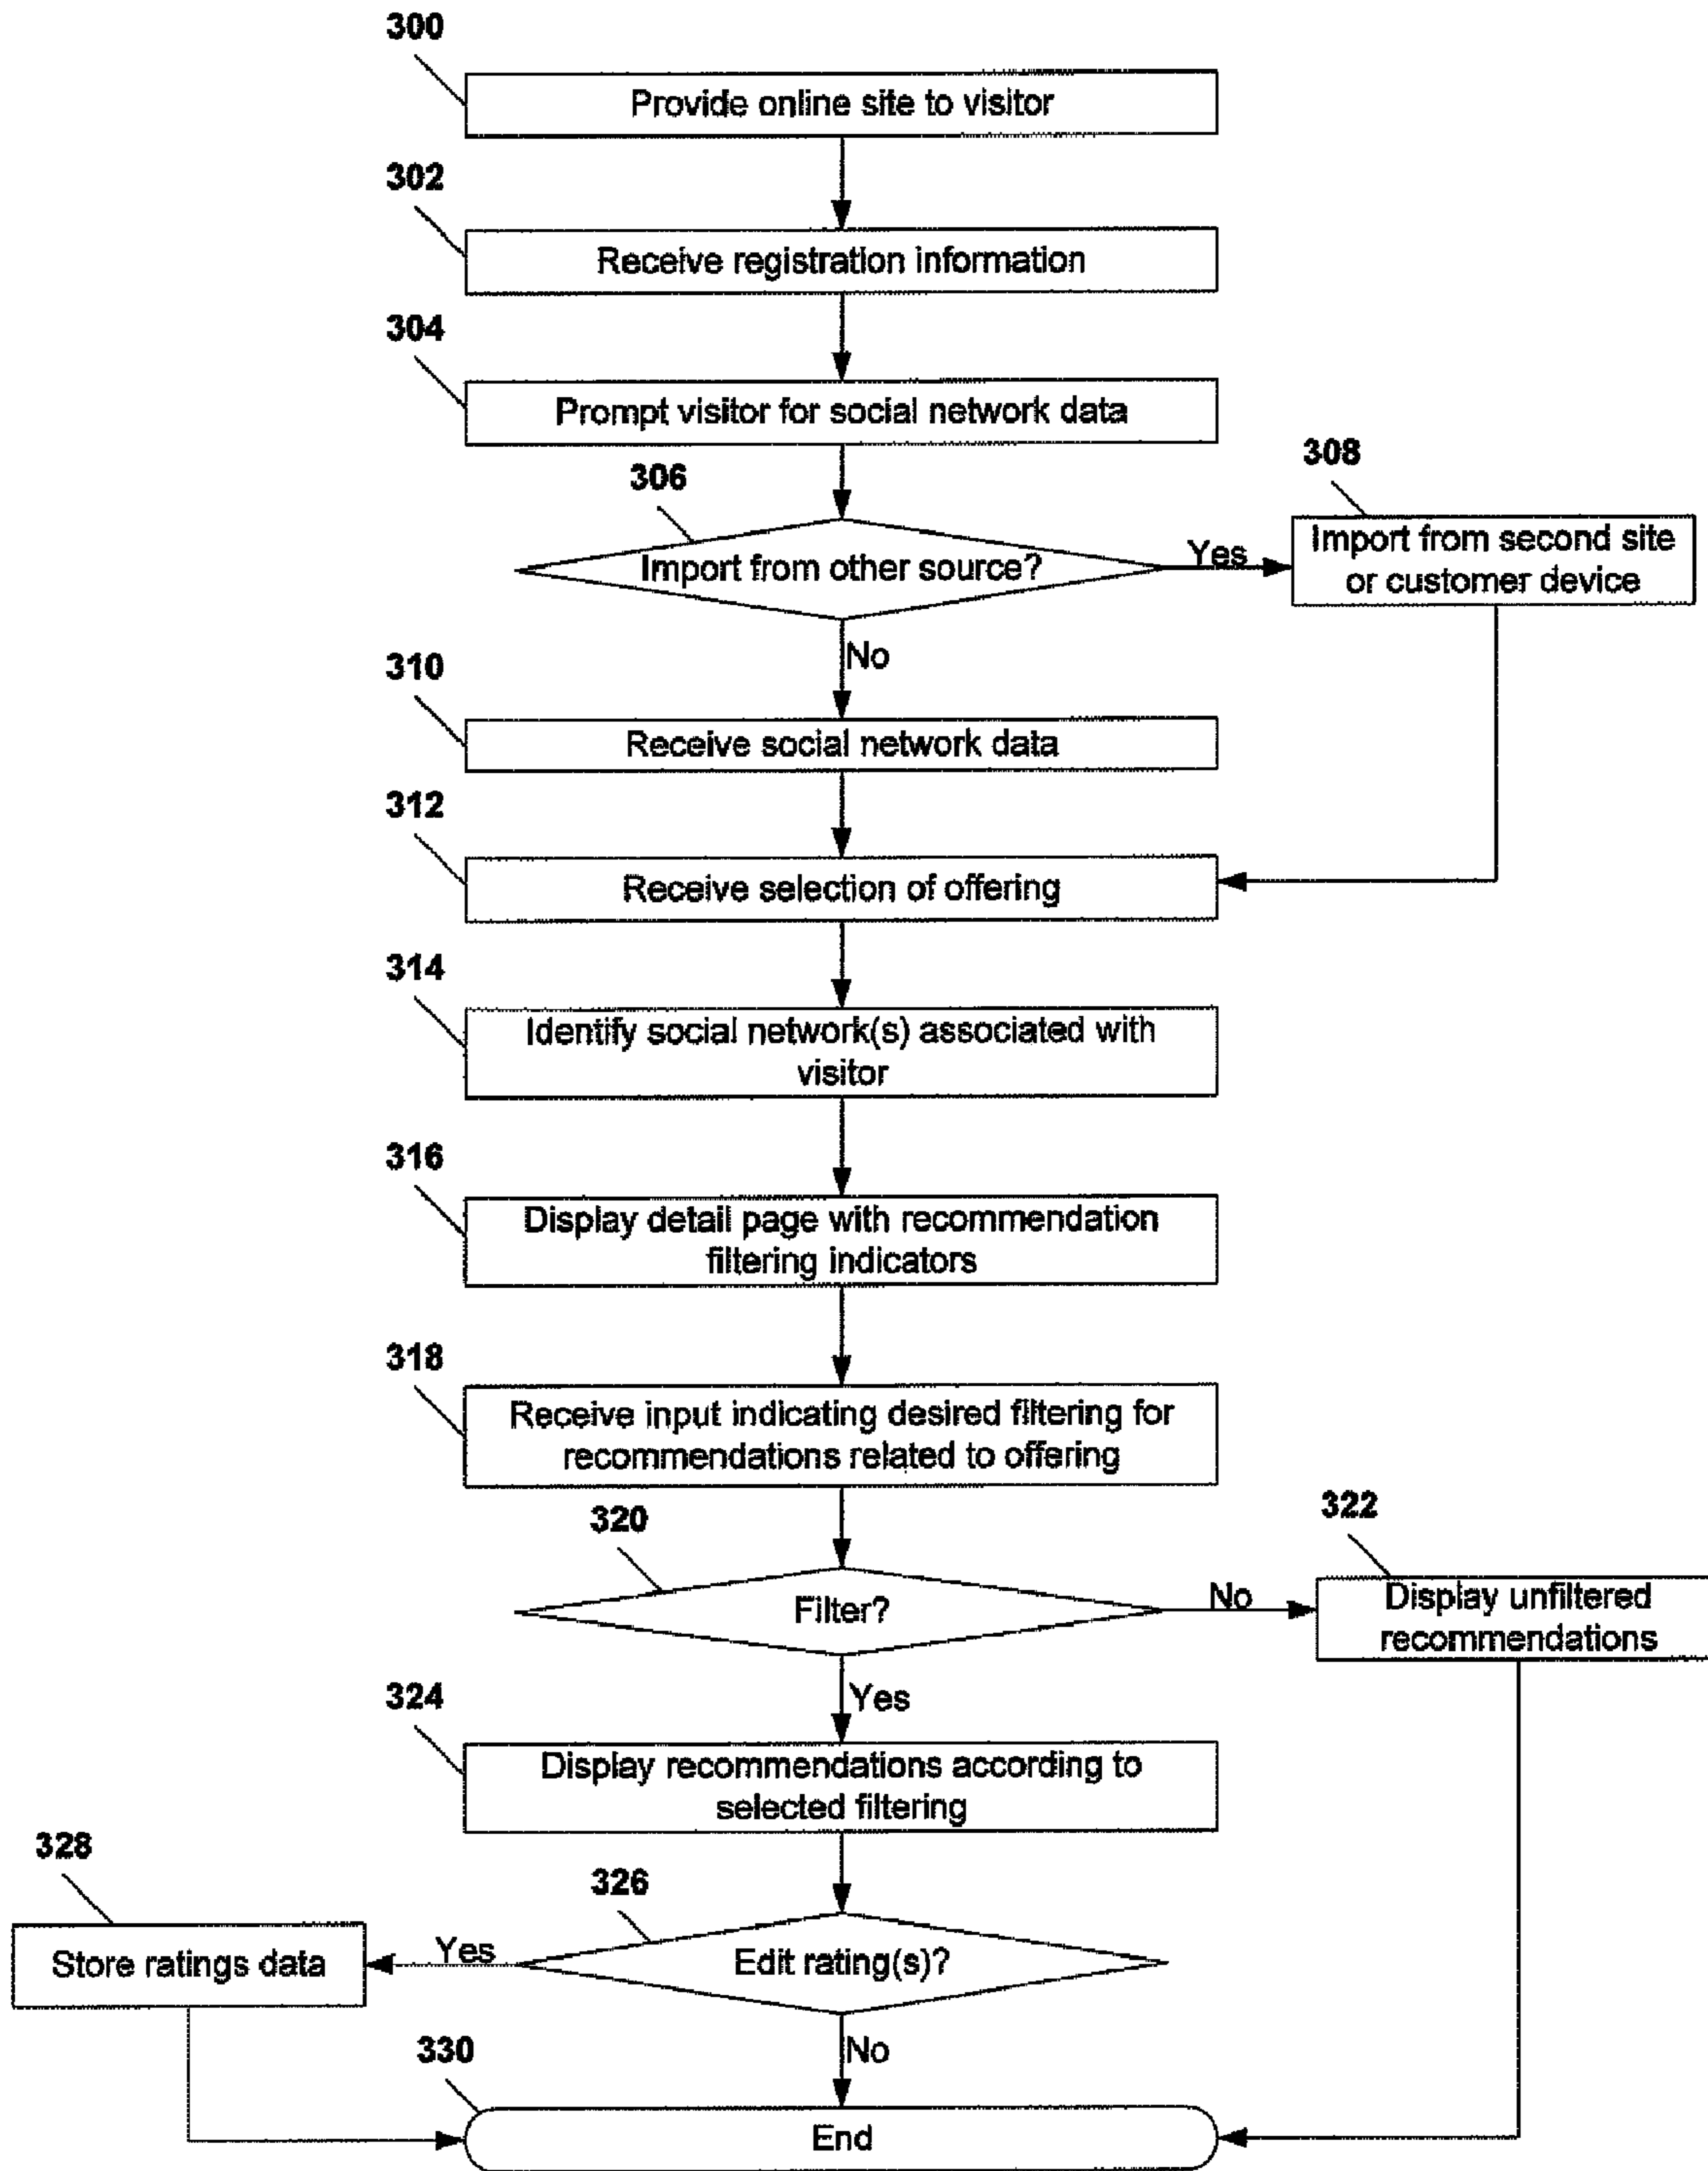 300
Provide online site to visitor
302
Receive registration information
304
Prompt visitor for social network data
306
Import from other source?
Yes
308
Import from second site
or customer device
No
310
Receive social network data
312
Receive selection of offering
314
Identify social network(s) associated with
visitor
316
Display detail page with recommendation
filtering indicators
318
Receive input indicating desired filtering for
recommendations related to offering
320
Filter?
No
322
Display unfiltered
recommendations
Yes
324
Display recommendations according to
selected filtering
326
Edit rating(s)?
Yes
328
Store ratings data
No
330
End